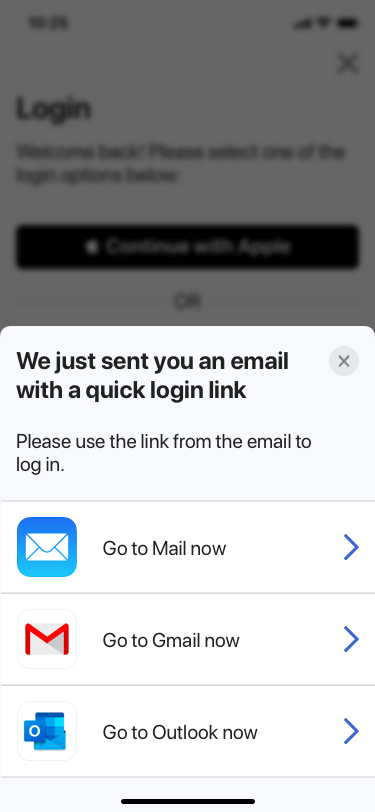 10:25
Login
Welcome back! Please select one of the
login options below:
Continue with Apple
OR
We just sent you an email
with a quick login link
Please use the link from the email to
log in.
Go to Mail now
Go to Gmail now
Go to Outlook now